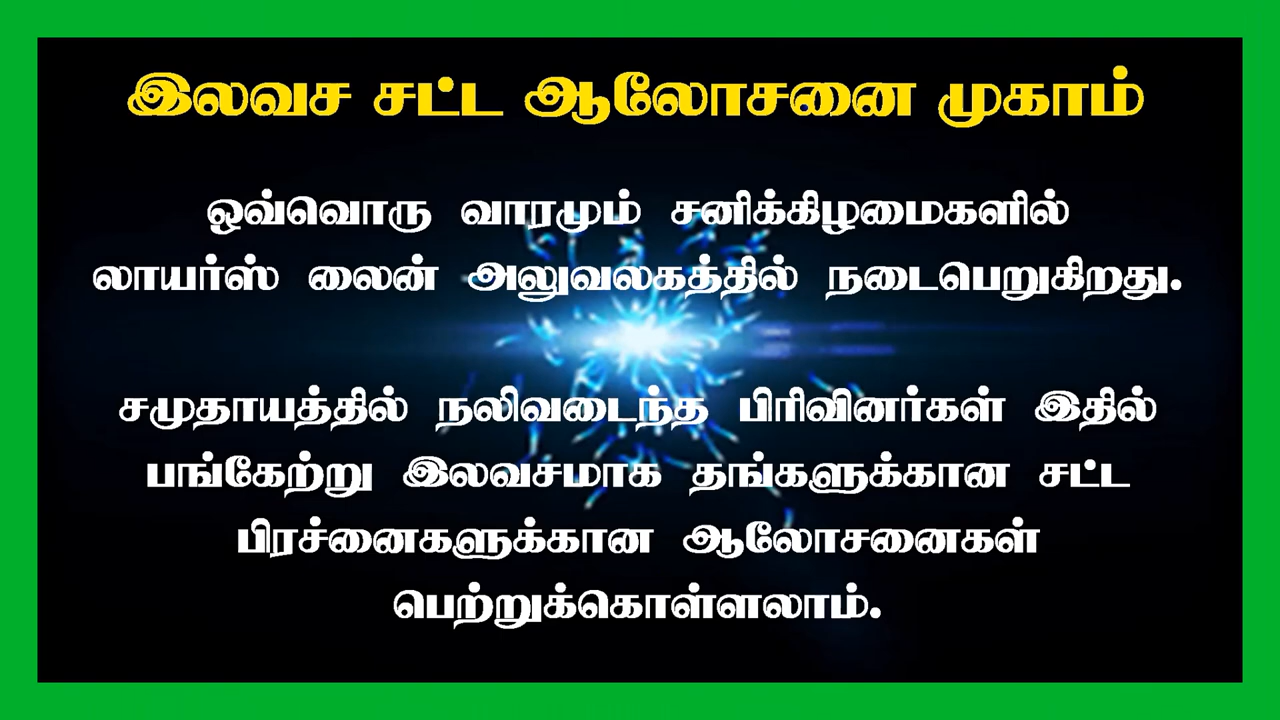 இலவச சட்ட ஆலோசனை முகாம்
ஒவ்வொரு வாரமும் சனிக்கிழமைகளில்
லாயர்ஸ் லைன் அலுவலகத்தில் நடைபெறுகிறது.
சமுதாயத்தில் நலிவடைந்த பிரிவினர்கள் இதில்
பங்கேற்று இலவசமாக தங்களுக்கான சட்ட
பிரச்னைகளுக்கான ஆலோசனைகள்
பெற்றுக்கொள்ளலாம்.